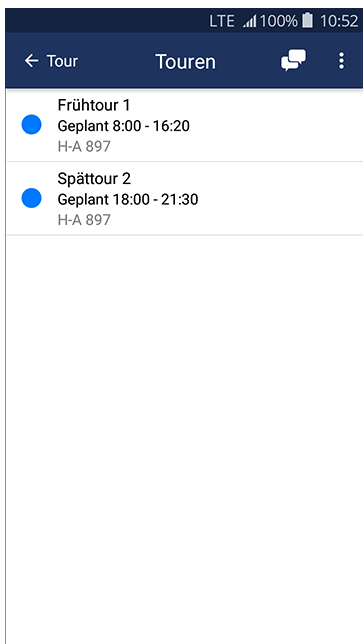 LTE 100% 10:52
← Tour Touren
Frühtour 1
Geplant 8:00 - 16:20
H-A 897
Spättour 2
Geplant 18:00 - 21:30
H-A 897